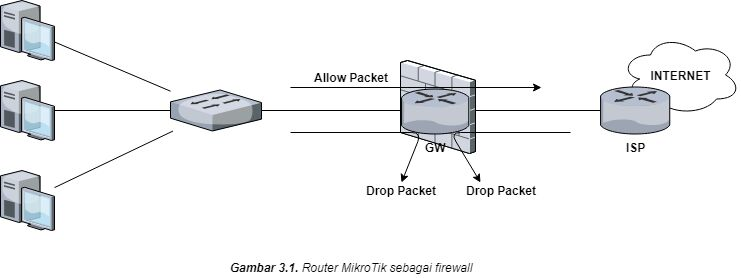 INTERNET
Allow Packet
GW
ISP
Drop Packet
Drop Packet
Gambar 3.1. Router MikroTik sebagai firewall